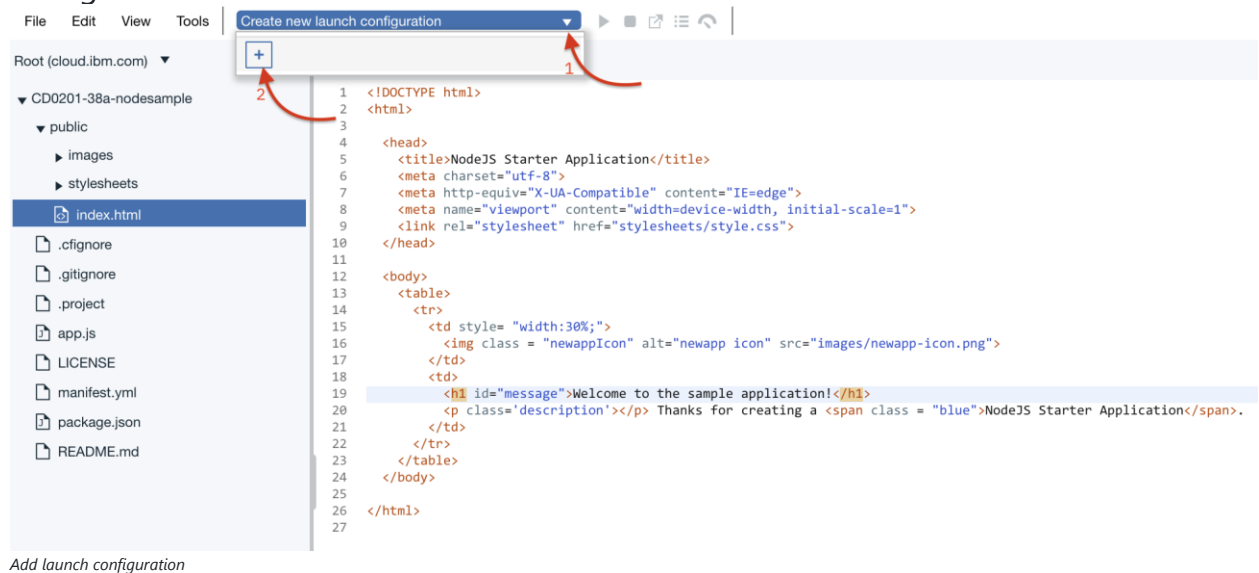 File Edit View Tools Create new launch configuration
+
1
2
Root (cloud.ibm.com)
CD0201-38a-nodesample
public
images
stylesheets
index.html
.cfignore
.gitignore
.project
app.js
LICENSE
manifest.yml
package.json
README.md
1 <!DOCTYPE html>
2 <html>
3
4 <head>
5 <title>NodeJS Starter Application</title>
6 <meta charset="utf-8">
7 <meta http-equiv="X-UA-Compatible" content="IE=edge">
8 <meta name="viewport" content="width=device-width, initial-scale=1">
9 <link rel="stylesheet" href="stylesheets/style.css">
10 </head>
11
12 <body>
13 <table>
14 <tr>
15 <td style= "width:30%;">
16 <img class = "newappIcon" alt="newapp icon" src="images/newapp-icon.png">
17 </td>
18 <td>
19 <h1 id="message">Welcome to the sample application!</h1>
20 <p class='description'></p> Thanks for creating a <span class = "blue">NodeJS Starter Application</span>.
21 </td>
22 </tr>
23 </table>
24 </body>
25
26 </html>
27
Add launch configuration